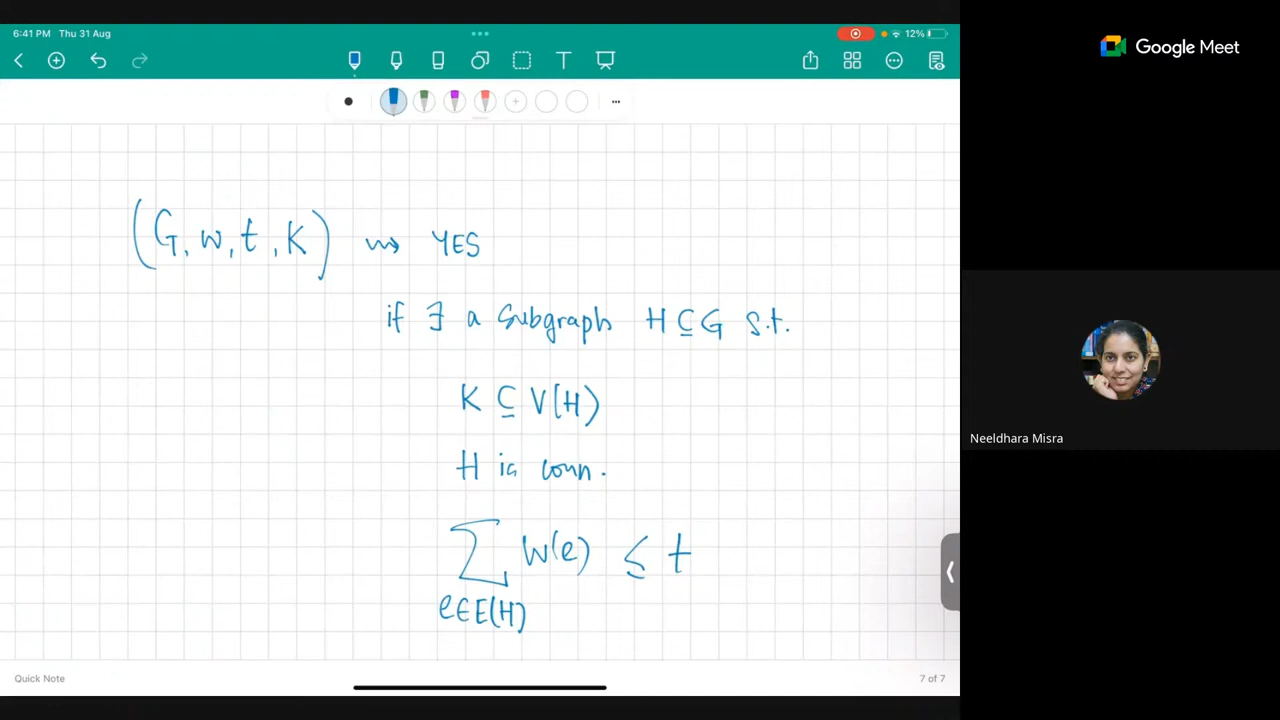 6:41 PM Thu 31 Aug
12%
Google Meet
(G, w, t, K) ⇝ YES
if ∃ a subgraph H ⊆ G s.t.
K ⊆ V(H)
H is conn.
∑ w(e) ≤ t
e∈E(H)
Neeldhara Misra
Quick Note
7 of 7